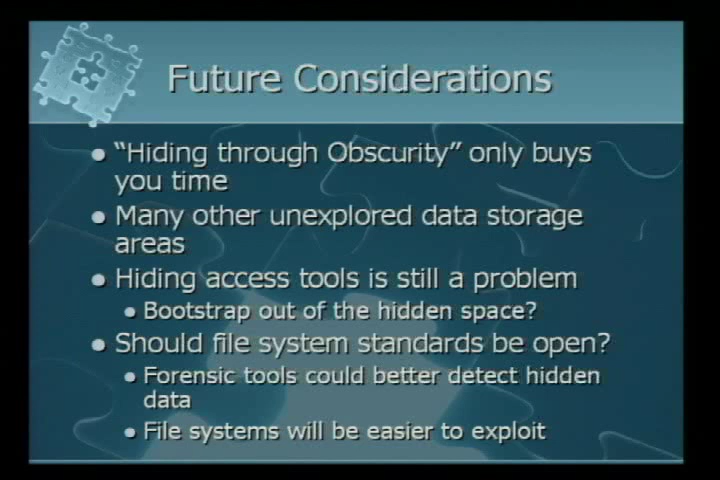 Future Considerations
"Hiding through Obscurity" only buys
you time
Many other unexplored data storage
areas
Hiding access tools is still a problem
Bootstrap out of the hidden space?
Should file system standards be open?
Forensic tools could better detect hidden
data
File systems will be easier to exploit